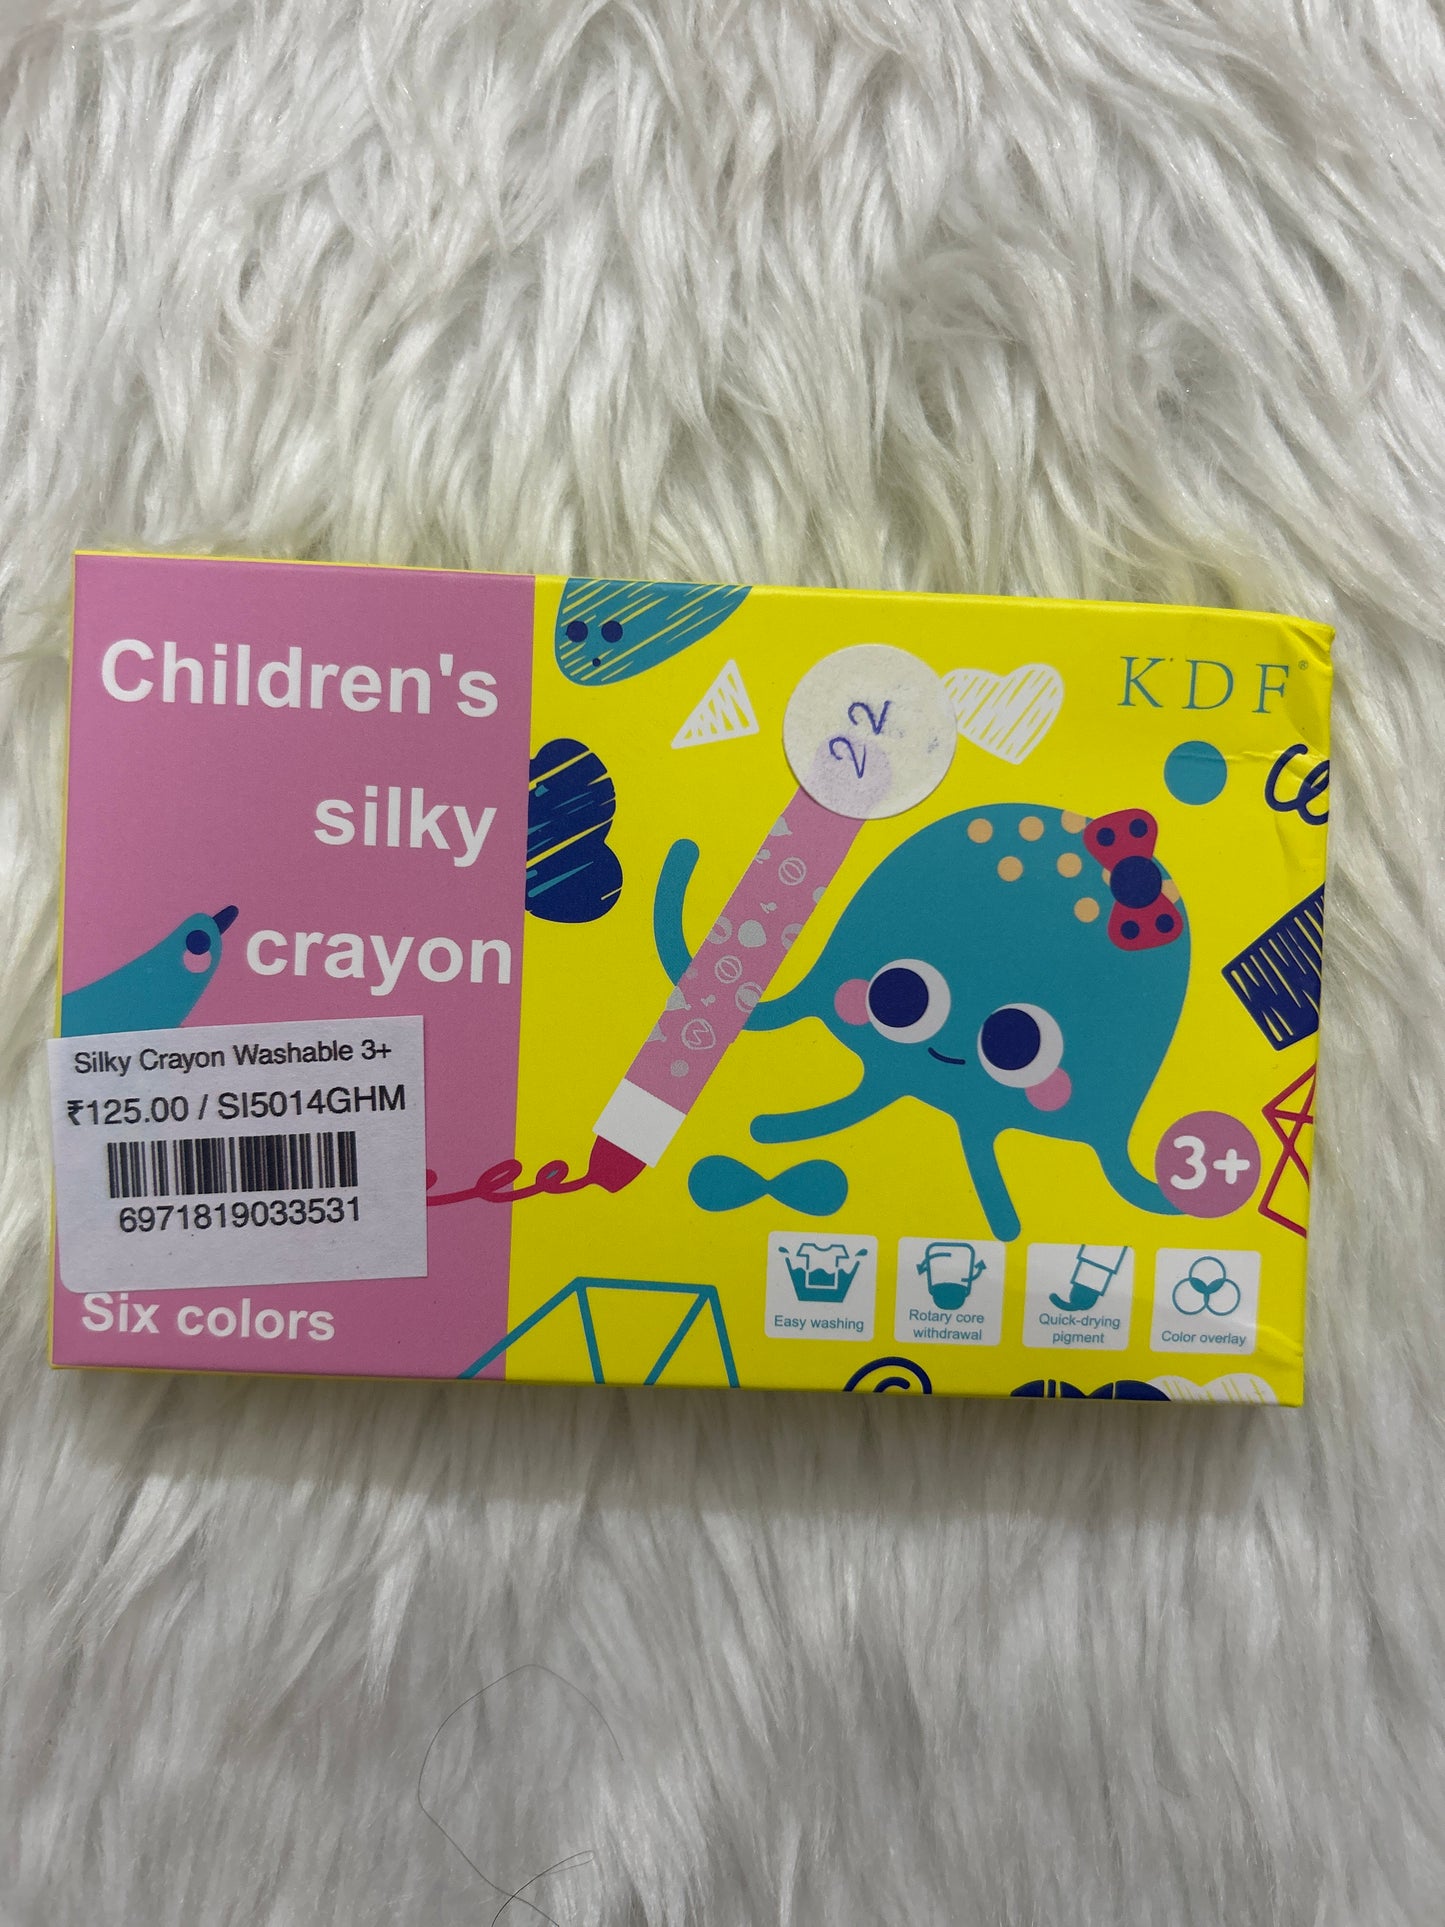 Children's
silky
crayon
22
KDF®
Silky Crayon Washable 3+
₹125.00 / SI5014GHM
6971819033531
Six colors
3+
Easy washing
Rotary core
withdrawal
Quick-drying
pigment
Color overlay